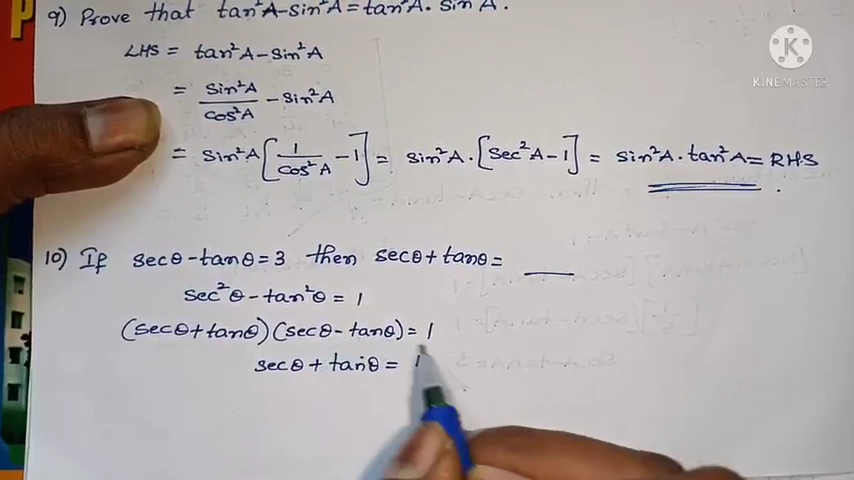 9) Prove that tan²A-sin²A=tan²A. sin²A.
LHS = tan²A-sin²A
= sin²A/cos²A - sin²A
= sin²A[1/cos²A - 1] = sin²A.[sec²A-1] = sin²A.tan²A = RHS.
10) If secθ-tanθ=3 then secθ+tanθ= ____
sec²θ-tan²θ = 1
(secθ+tanθ)(secθ-tanθ)=1
secθ+tanθ= 1
K
KINEMASTER